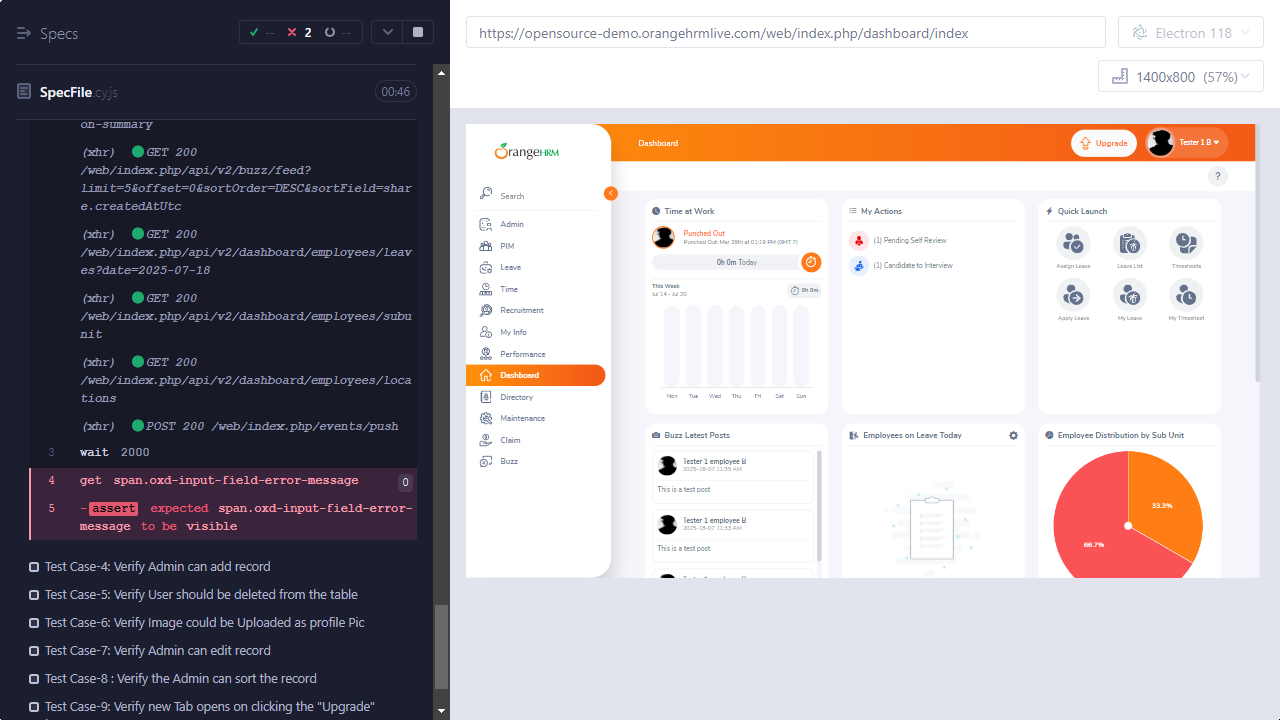 Specs
--
2
--
SpecFile.cy.js
00:46
on-summary
(xhr) GET 200
/web/index.php/api/v2/buzz/feed?
limit=5&offset=0&sortOrder=DESC&sortField=shar
e.createdAtUtc
(xhr) GET 200
/web/index.php/api/v2/dashboard/employees/leav
es?date=2025-07-18
(xhr) GET 200
/web/index.php/api/v2/dashboard/employees/subu
nit
(xhr) GET 200
/web/index.php/api/v2/dashboard/employees/loca
tions
(xhr) POST 200 /web/index.php/events/push
3 wait 2000
4 get span.oxd-input-field-error-message 0
5 -assert expected span.oxd-input-field-error-
message to be visible
Test Case-4: Verify Admin can add record
Test Case-5: Verify User should be deleted from the table
Test Case-6: Verify Image could be Uploaded as profile Pic
Test Case-7: Verify Admin can edit record
Test Case-8 : Verify the Admin can sort the record
Test Case-9: Verify new Tab opens on clicking the "Upgrade"
https://opensource-demo.orangehrmlive.com/web/index.php/dashboard/index
Electron 118
1400x800 (57%)
OrangeHRM
Search
Admin
PIM
Leave
Time
Recruitment
My Info
Performance
Dashboard
Directory
Maintenance
Claim
Buzz
Dashboard
Upgrade
Tester 1 B
?
Time at Work
Punched Out
Punched Out: Mar 29th at 01:19 PM (GMT 7)
0h 0m Today
This Week
Jul 14 - Jul 20
0h 0m
Mon Tue Wed Thu Fri Sat Sun
My Actions
(1) Pending Self Review
(1) Candidate to Interview
Quick Launch
Assign Leave
Leave List
Timesheets
Apply Leave
My Leave
My Timesheet
Buzz Latest Posts
Tester 1 employee B
2025-18-07 11:35 AM
This is a test post
Tester 1 employee B
2025-18-07 11:33 AM
This is a test post
Employees on Leave Today
Employee Distribution by Sub Unit
33.3%
66.7%